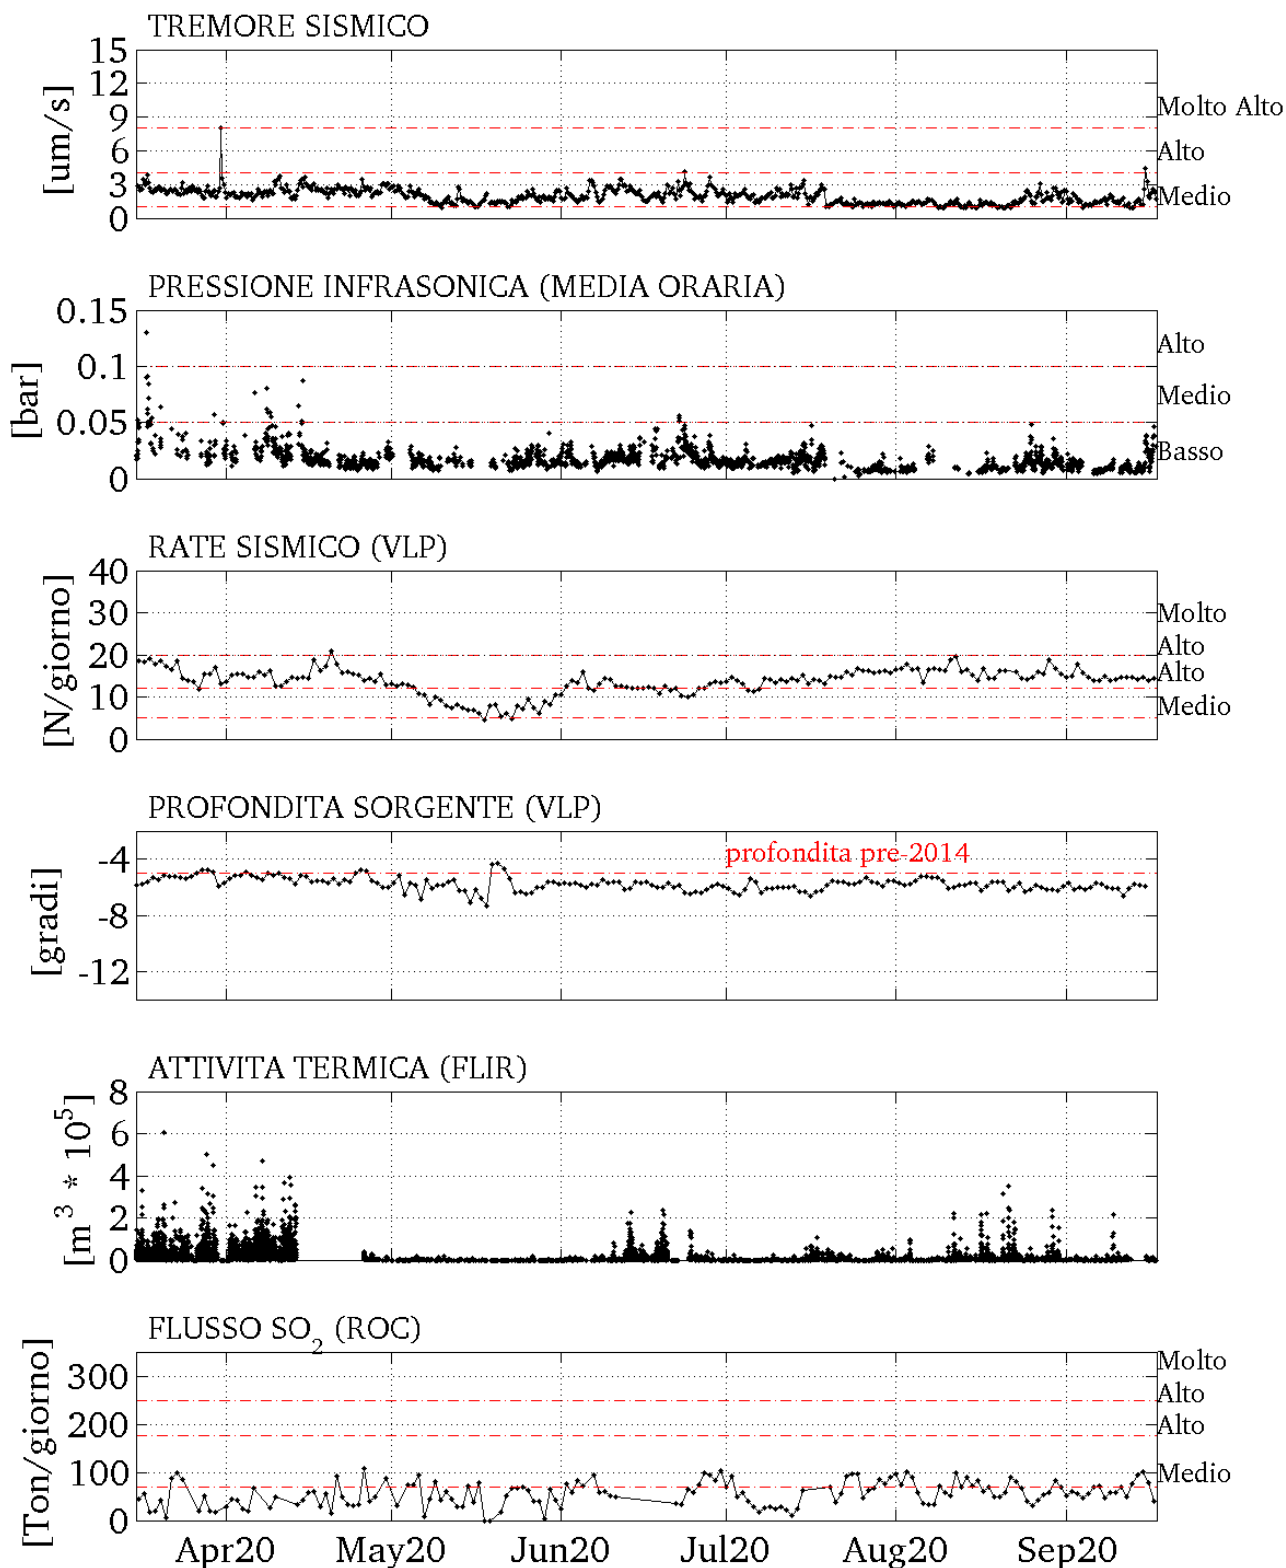 TREMORE SISMICO
[um/s]
15
12
9
6
3
0
Molto Alto
Alto
Medio
PRESSIONE INFRASONICA (MEDIA ORARIA)
[bar]
0.15
0.1
0.05
0
Alto
Medio
Basso
RATE SISMICO (VLP)
[N/giorno]
40
30
20
10
0
Molto
Alto
Alto
Medio
PROFONDITA SORGENTE (VLP)
[gradi]
-4
-8
-12
profondita pre-2014
ATTIVITA TERMICA (FLIR)
[m³ * 10⁵]
8
6
4
2
0
FLUSSO SO₂ (ROC)
[Ton/giorno]
300
200
100
0
Molto
Alto
Alto
Medio
Apr20 May20 Jun20 Jul20 Aug20 Sep20